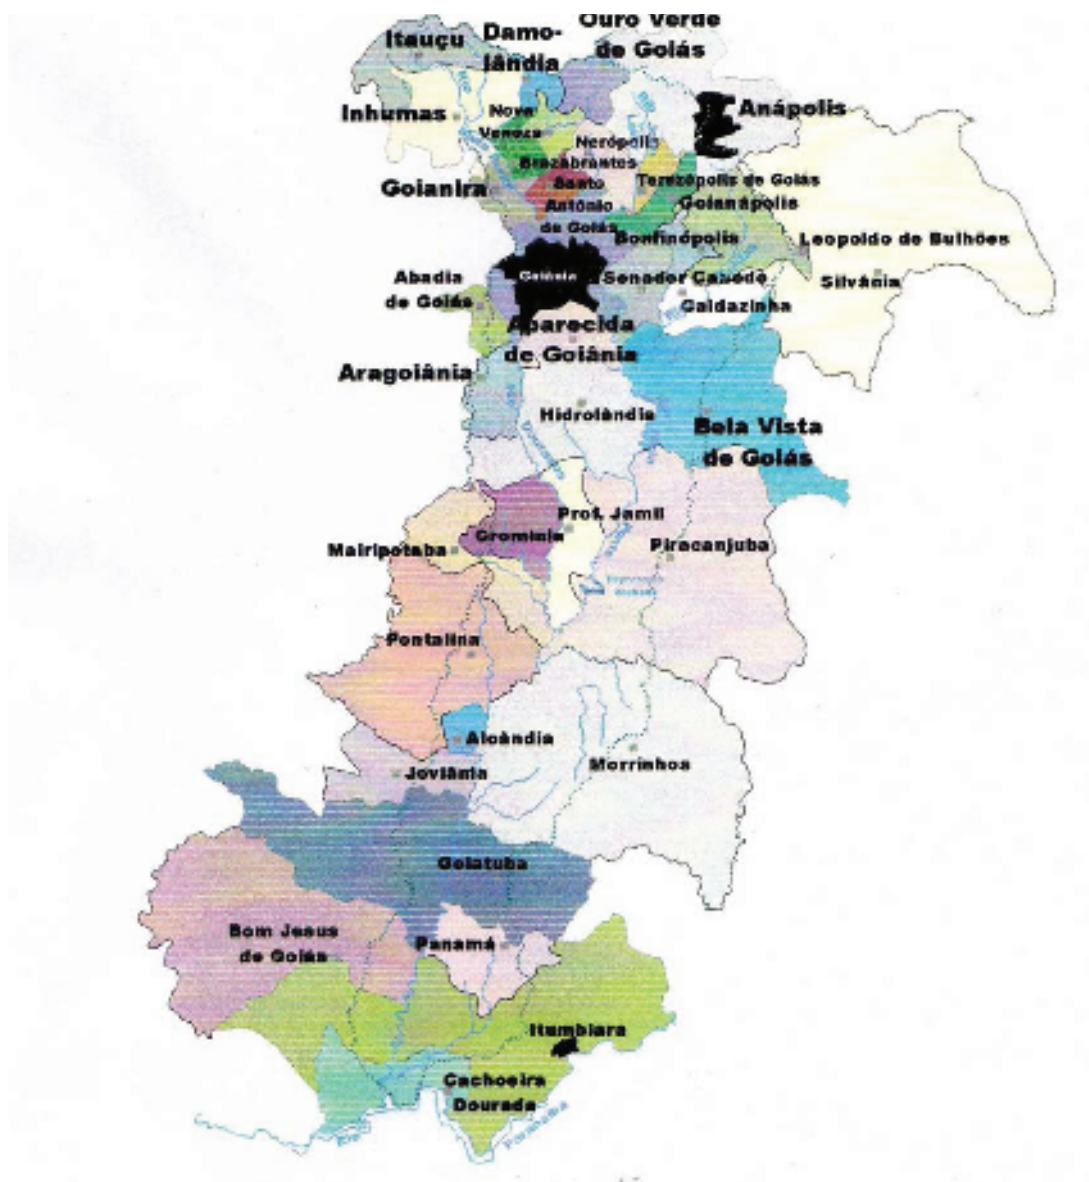 Ouro Verde
de Goiás
Damo-
lândia
Itauçu
Anápolis
Inhumas
Nova
Veneza
Nerópolis
Brazabrantes
Terezópolis de Goiás
Santo
Antônio
de Goiás
Goianira
Goianápolis
Bonfinópolis
Leopoldo de Bulhões
Goiânia
Senador Canedo
Silvânia
Abadia
de Goiás
Caldazinha
Aparecida
de Goiânia
Aragoiânia
Hidrolândia
Bela Vista
de Goiás
Prof. Jamil
Cromínia
Piracanjuba
Mairipotaba
Pontalina
Aloândia
Morrinhos
Joviânia
Goiatuba
Bom Jesus
de Goiás
Panamá
Itumbiara
Cachoeira
Dourada
Rio
Paranaíba